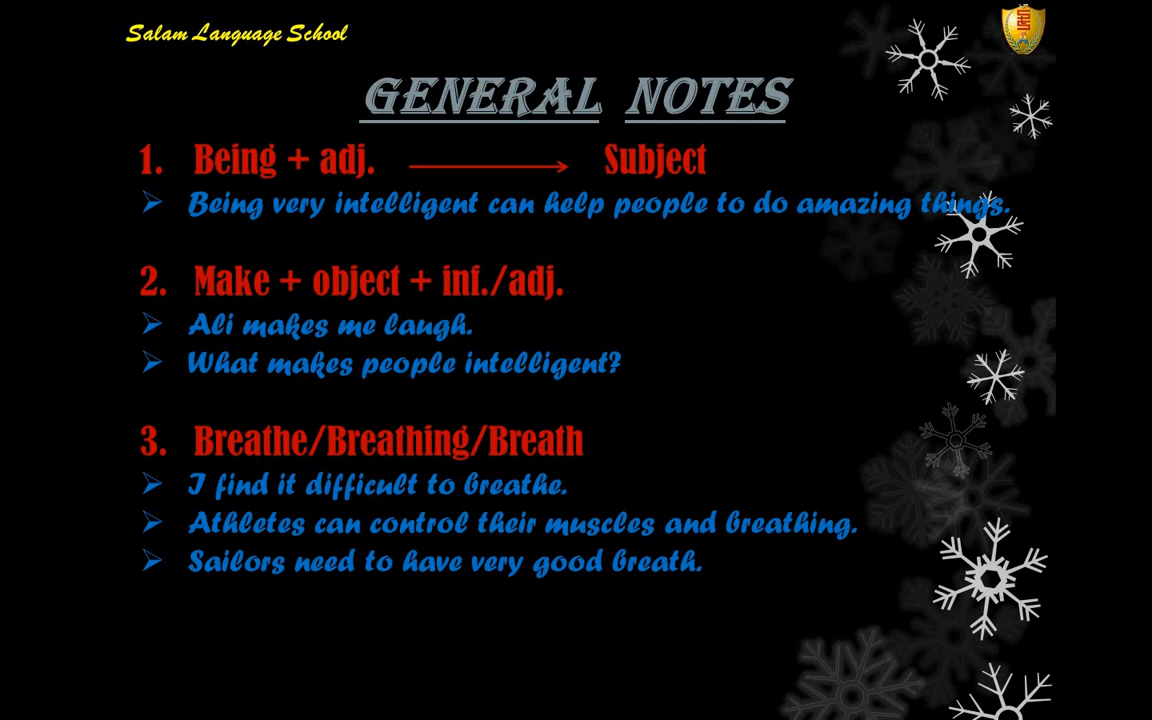 Salam Language School
GENERAL NOTES
1. Being + adj. → Subject
➢ Being very intelligent can help people to do amazing things.
2. Make + object + inf./adj.
➢ Ali makes me laugh.
➢ What makes people intelligent?
3. Breathe/Breathing/Breath
➢ I find it difficult to breathe.
➢ Athletes can control their muscles and breathing.
➢ Sailors need to have very good breath.